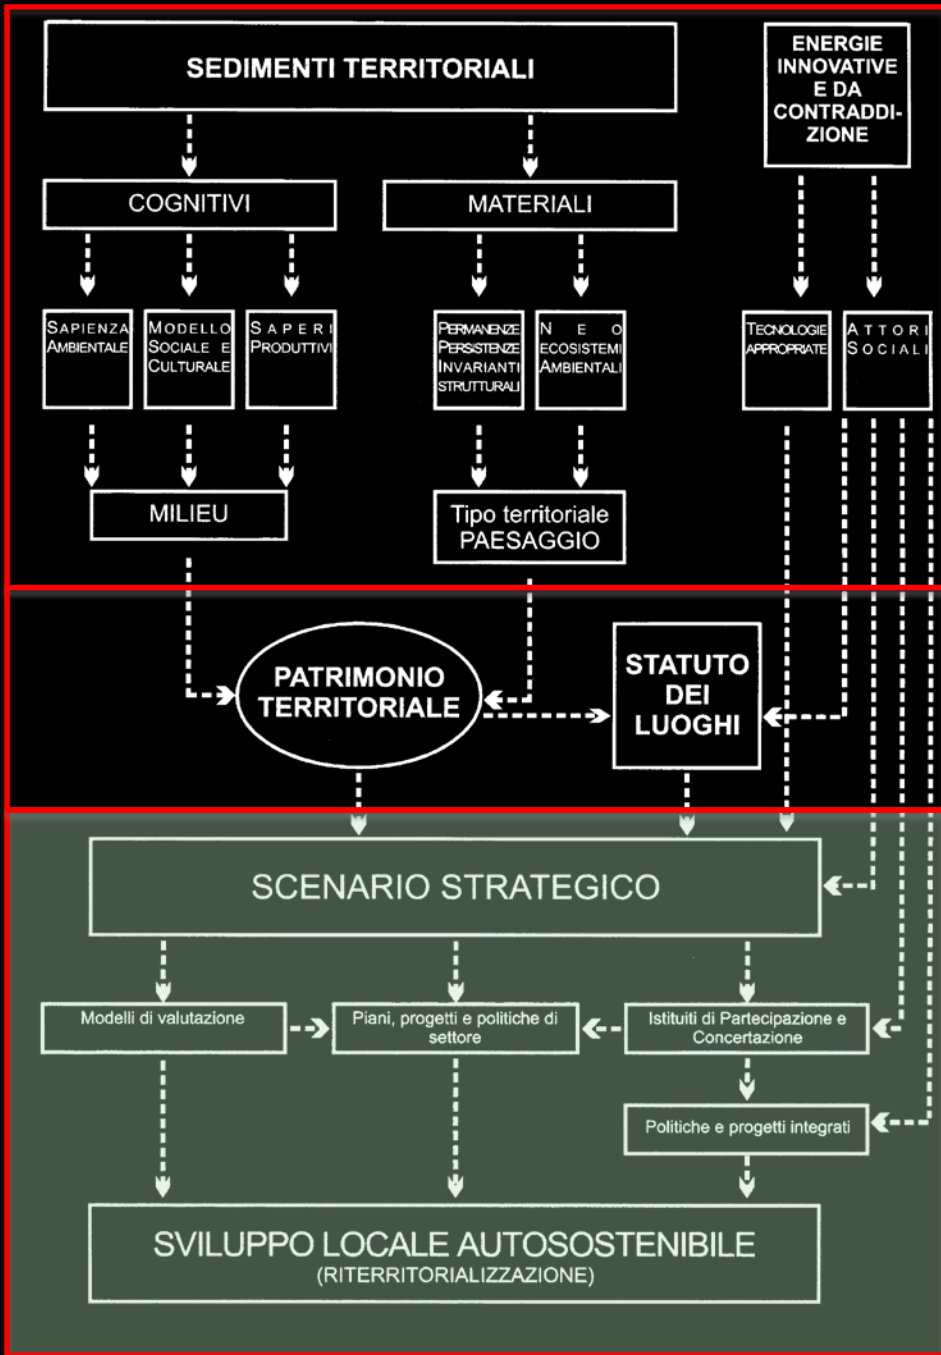 SEDIMENTI TERRITORIALI
ENERGIE
INNOVATIVE
E DA
CONTRADDI-
ZIONE
COGNITIVI
MATERIALI
SAPIENZA
AMBIENTALE
MODELLO
SOCIALE E
CULTURALE
SAPERI
PRODUTTIVI
PERMANENZE
PERSISTENZE
INVARIANTI
STRUTTURALI
NEO
ECOSISTEMI
AMBIENTALI
TECNOLOGIE
APPROPRIATE
ATTORI
SOCIALI
MILIEU
Tipo territoriale
PAESAGGIO
PATRIMONIO
TERRITORIALE
STATUTO
DEI
LUOGHI
SCENARIO STRATEGICO
Modelli di valutazione
Piani, progetti e politiche di
settore
Istituiti di Partecipazione e
Concertazione
Politiche e progetti integrati
SVILUPPO LOCALE AUTOSOSTENIBILE
(RITERRITORIALIZZAZIONE)